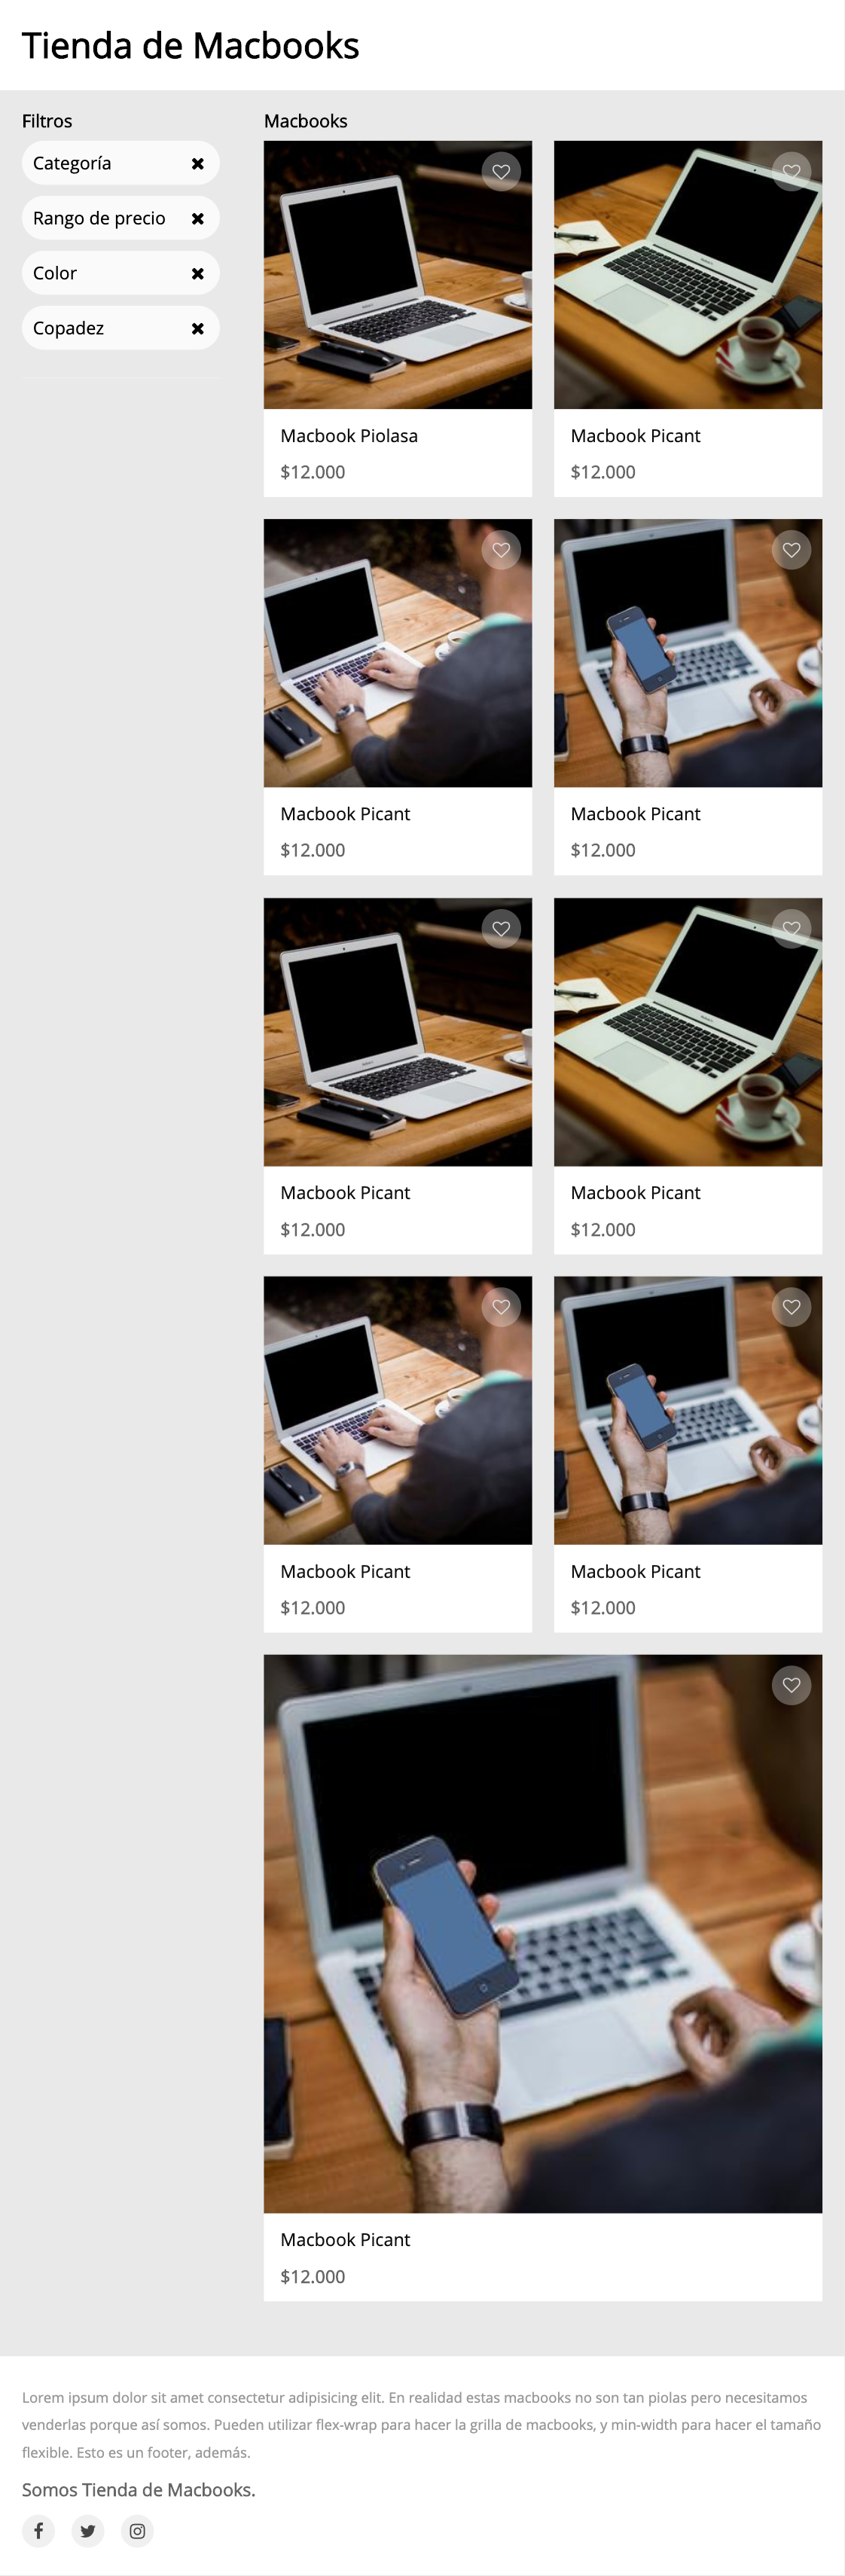 Tienda de Macbooks
Filtros
Categoría
Rango de precio
Color
Copadez
Macbooks
Macbook Piolasa
$12.000
Macbook Picant
$12.000
Macbook Picant
$12.000
Macbook Picant
$12.000
Macbook Picant
$12.000
Macbook Picant
$12.000
Macbook Picant
$12.000
Macbook Picant
$12.000
Macbook Picant
$12.000
Lorem ipsum dolor sit amet consectetur adipisicing elit. En realidad estas macbooks no son tan piolas pero necesitamos
venderlas porque así somos. Pueden utilizar flex-wrap para hacer la grilla de macbooks, y min-width para hacer el tamaño
flexible. Esto es un footer, además.
Somos Tienda de Macbooks.